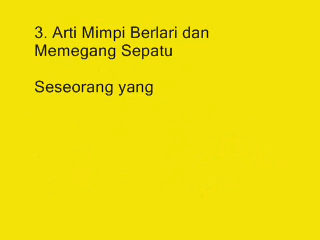 3. Arti Mimpi Berlari dan
Memegang Sepatu
Seseorang yang